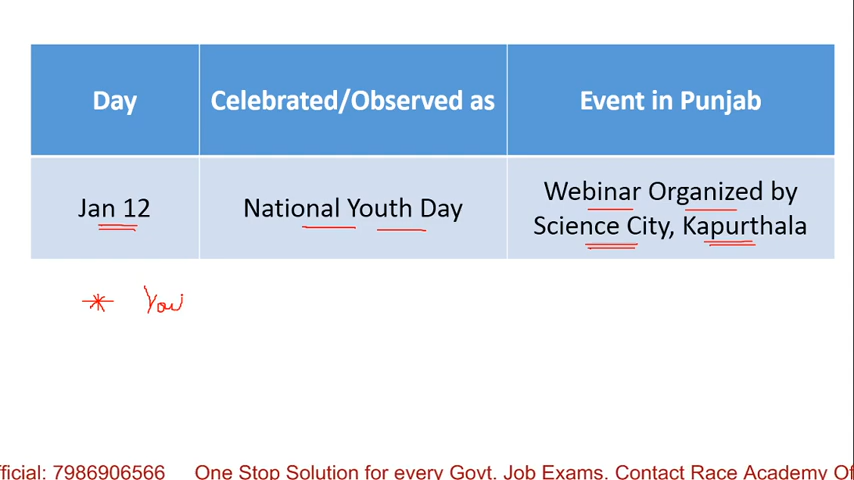 Day Celebrated/Observed as Event in Punjab
Jan 12 National Youth Day Webinar Organized by
Science City, Kapurthala
You
fficial: 7986906566 One Stop Solution for every Govt. Job Exams. Contact Race Academy Of